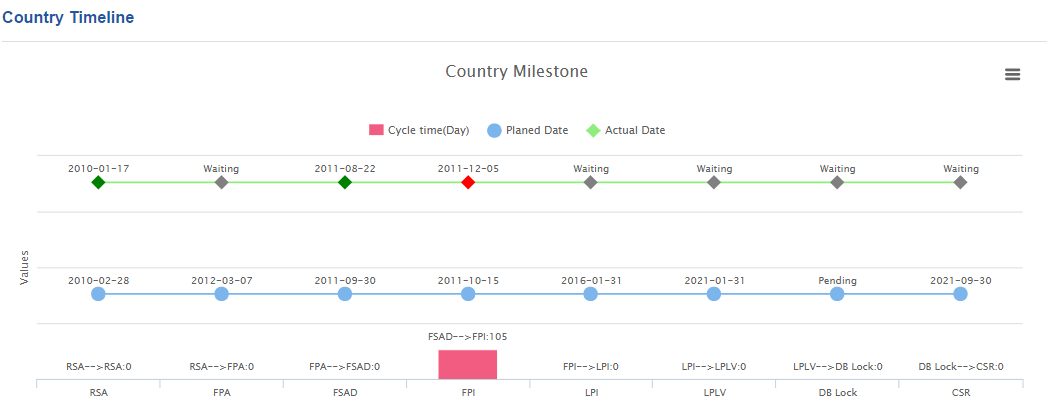 Country Timeline
Country Milestone
Cycle time(Day) Planed Date Actual Date
2010-01-17 Waiting 2011-08-22 2011-12-05 Waiting Waiting Waiting Waiting
Values
2010-02-28 2012-03-07 2011-09-30 2011-10-15 2016-01-31 2021-01-31 Pending 2021-09-30
FSAD-->FPI:105
RSA-->RSA:0 RSA-->FPA:0 FPA-->FSAD:0 FPI-->LPI:0 LPI-->LPLV:0 LPLV-->DB Lock:0 DB Lock-->CSR:0
RSA FPA FSAD FPI LPI LPLV DB Lock CSR